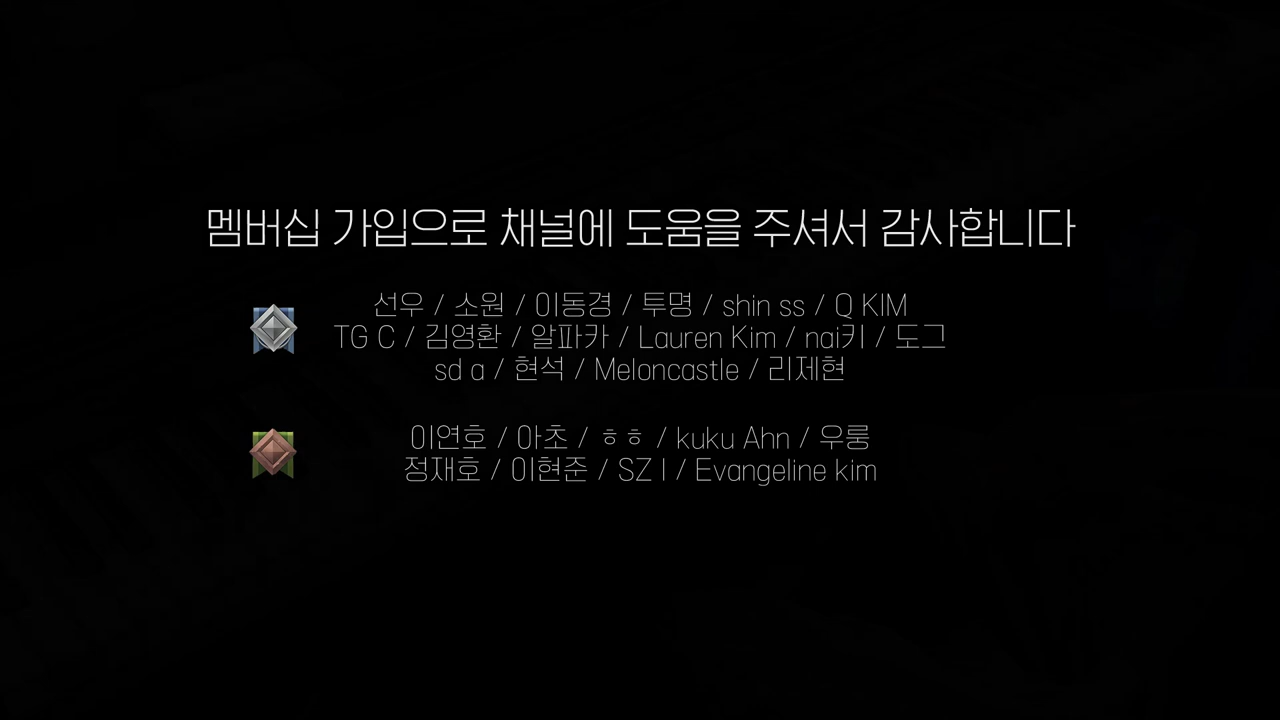 멤버십 가입으로 채널에 도움을 주셔서 감사합니다
선우 / 소원 / 이동경 / 투명 / shin ss / Q KIM
TG C / 김영환 / 알파카 / Lauren Kim / nai키 / 도그
sd a / 현석 / Meloncastle / 리제현
이연호 / 아초 / ㅎㅎ / kuku Ahn / 우룽
정재호 / 이현준 / SZ l / Evangeline kim